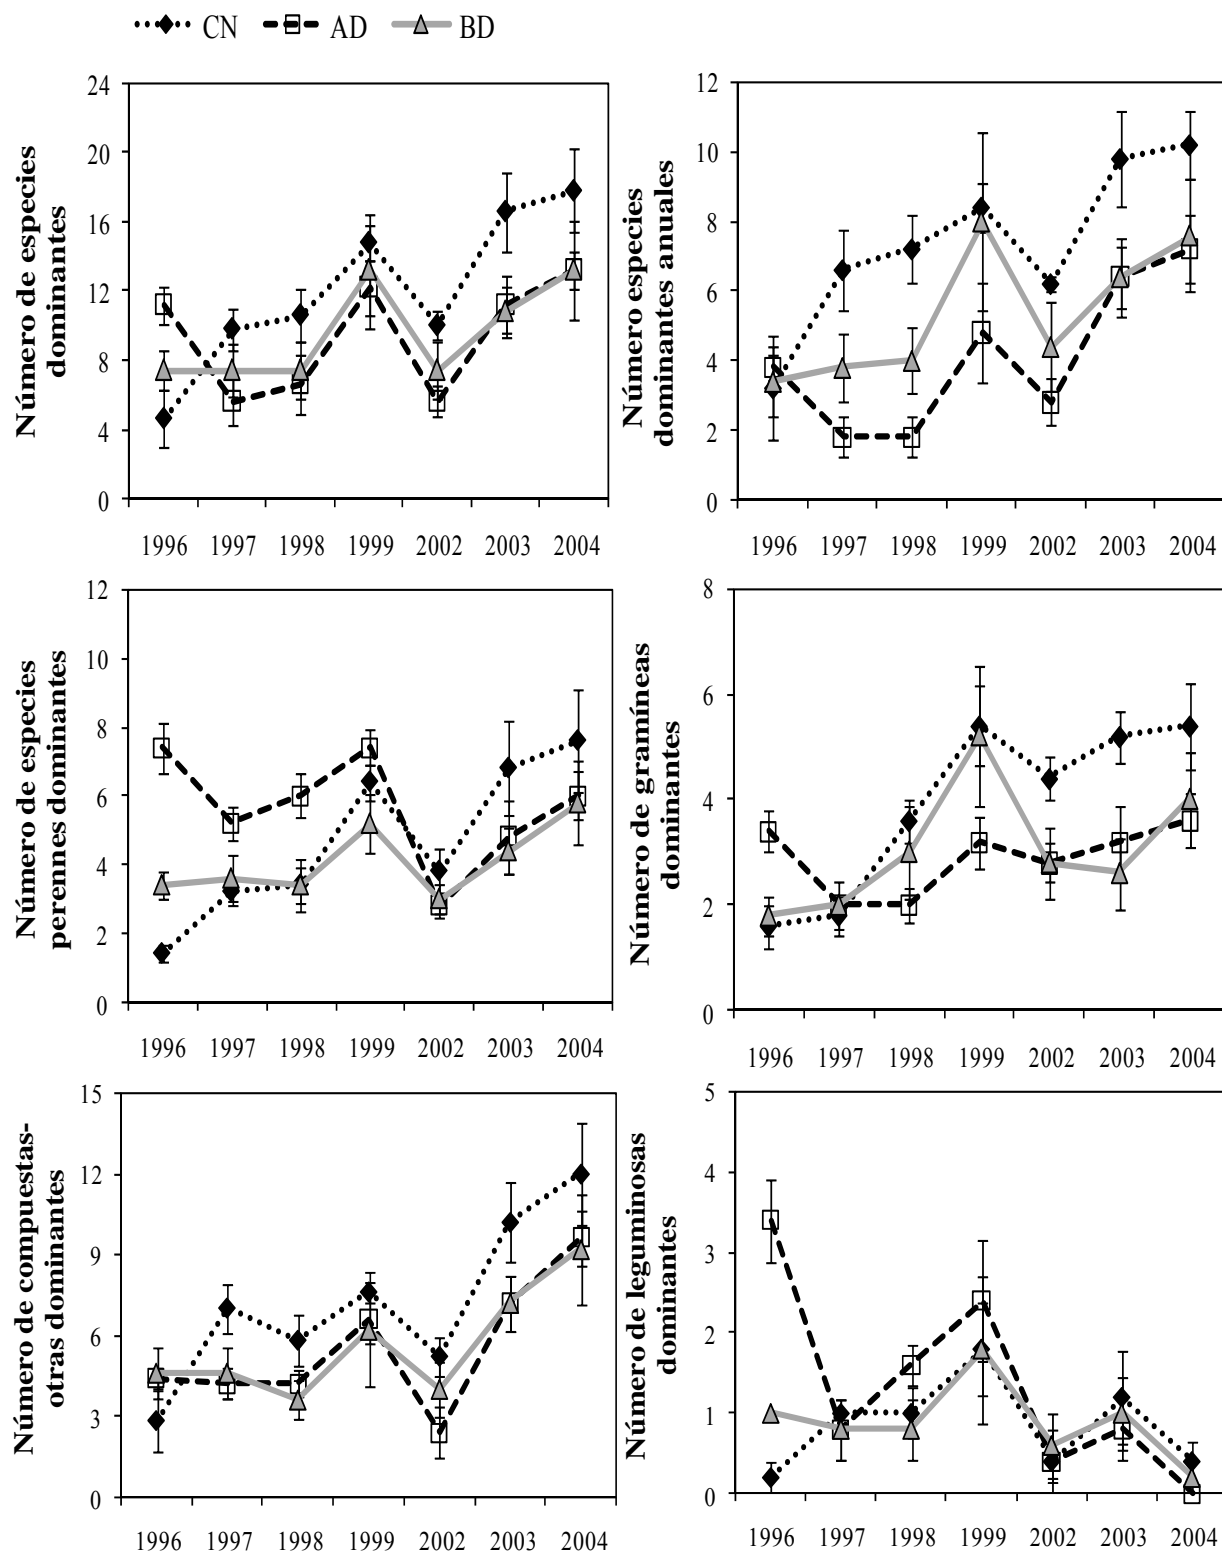 CN AD BD
Número de especies
dominantes
24
20
16
12
8
4
0
1996 1997 1998 1999 2002 2003 2004
Número especies
dominantes anuales
12
10
8
6
4
2
0
1996 1997 1998 1999 2002 2003 2004
Número de especies
perennes dominantes
12
10
8
6
4
2
0
1996 1997 1998 1999 2002 2003 2004
Número de gramíneas
dominantes
8
6
4
2
0
1996 1997 1998 1999 2002 2003 2004
Número de compuestas-
otras dominantes
15
12
9
6
3
0
1996 1997 1998 1999 2002 2003 2004
Número de leguminosas
dominantes
5
4
3
2
1
0
1996 1997 1998 1999 2002 2003 2004